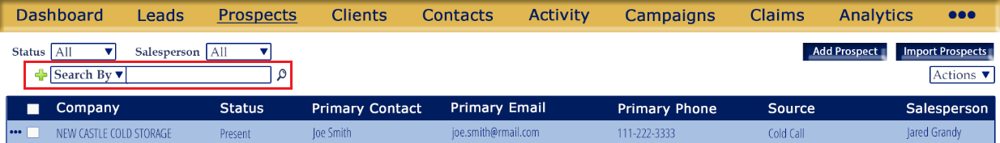 Dashboard Leads Prospects Clients Contacts Activity Campaigns Claims Analytics •••
Status All Salesperson All Add Prospect Import Prospects
Search By Actions
Company Status Primary Contact Primary Email Primary Phone Source Salesperson
••• NEW CASTLE COLD STORAGE Present Joe Smith joe.smith@rmail.com 111-222-3333 Cold Call Jared Grandy